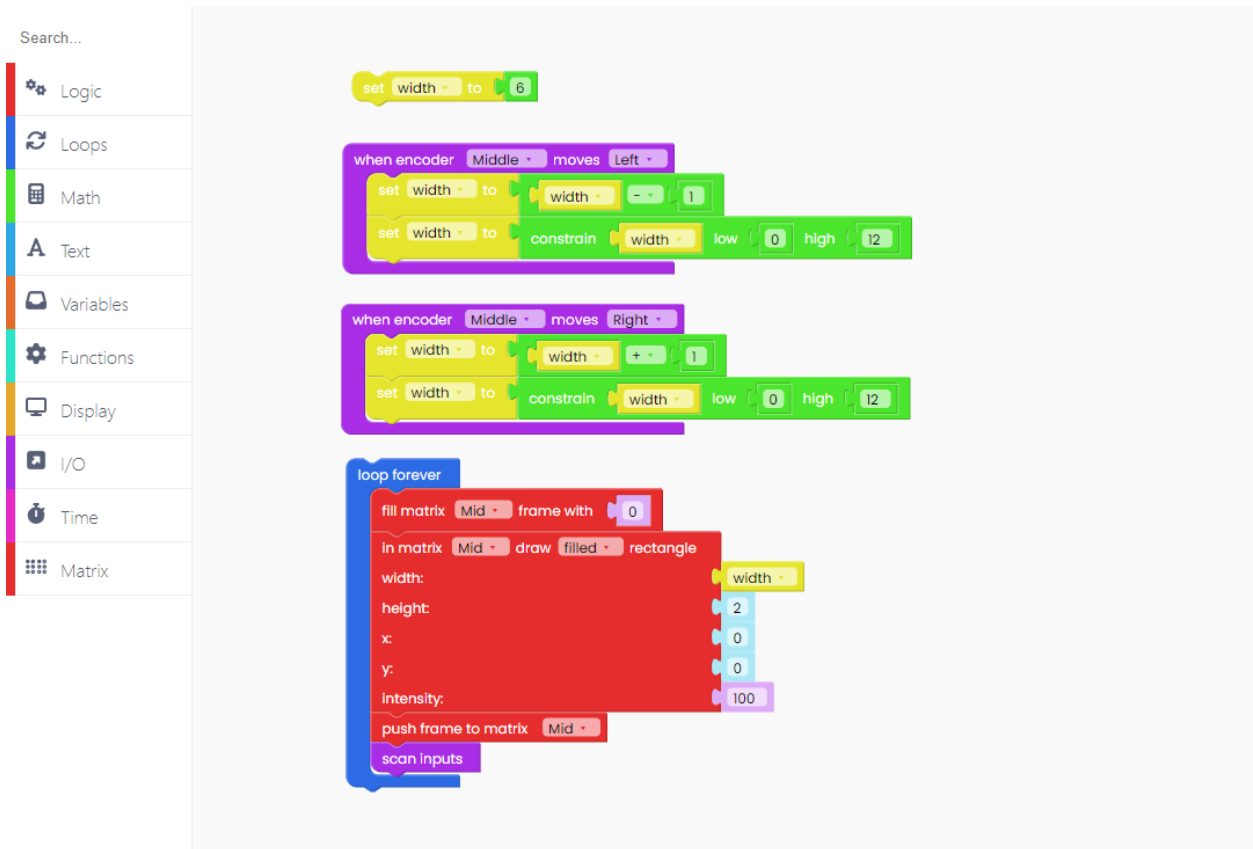 Search...
Logic
Loops
Math
Text
Variables
Functions
Display
I/O
Time
Matrix
set width to 6
when encoder Middle moves Left
set width to width - 1
set width to constrain width low 0 high 12
when encoder Middle moves Right
set width to width + 1
set width to constrain width low 0 high 12
loop forever
fill matrix Mid frame with 0
in matrix Mid draw filled rectangle
width: width
height: 2
x: 0
y: 0
intensity: 100
push frame to matrix Mid
scan inputs